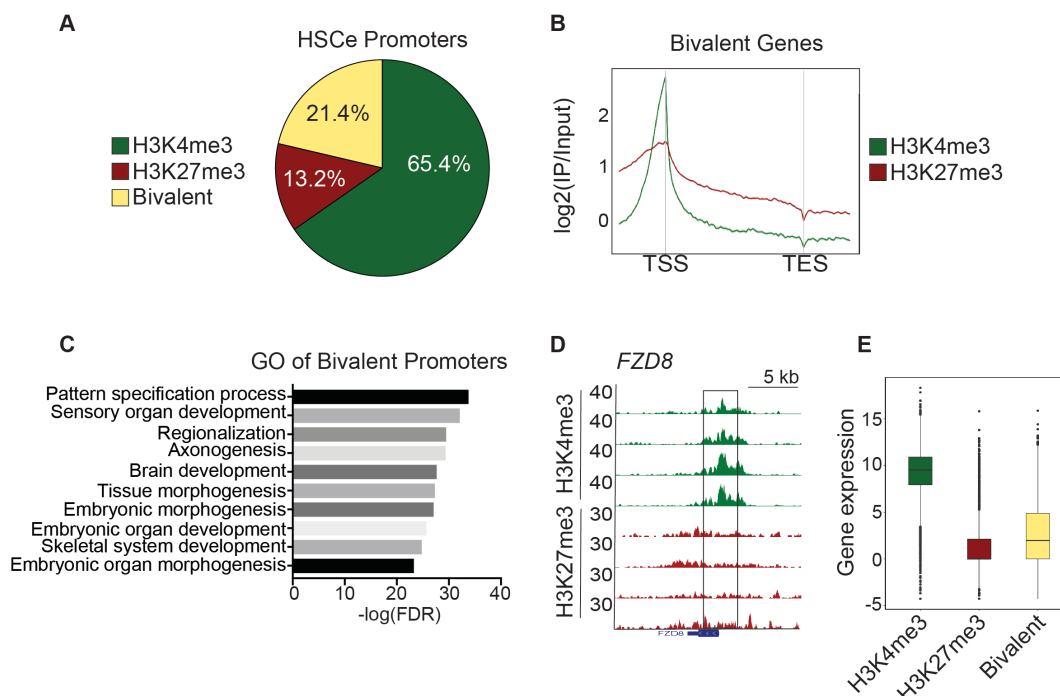 A
HSCe Promoters
H3K4me3
H3K27me3
Bivalent
21.4%
13.2%
65.4%
B
Bivalent Genes
log2(IP/Input)
2
1
0
TSS
TES
H3K4me3
H3K27me3
C
GO of Bivalent Promoters
Pattern specification process
Sensory organ development
Regionalization
Axonogenesis
Brain development
Tissue morphogenesis
Embryonic morphogenesis
Embryonic organ development
Skeletal system development
Embryonic organ morphogenesis
0 10 20 30 40
-log(FDR)
D
FZD8
5 kb
H3K4me3
40
40
40
40
H3K27me3
30
30
30
30
FZD8
E
Gene expression
15
10
5
0
-5
H3K4me3
H3K27me3
Bivalent